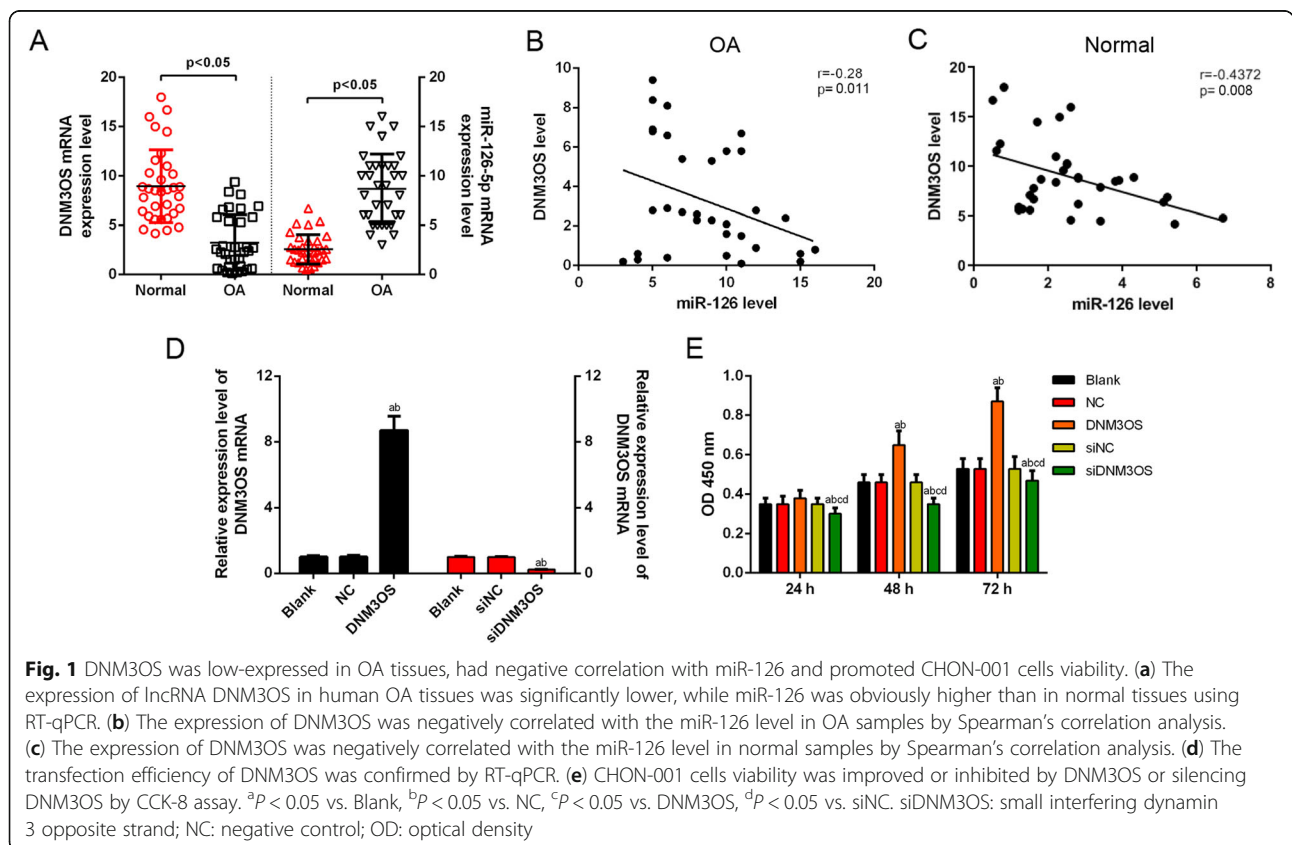 A
p<0.05
p<0.05
DNM3OS mRNA
expression level
20
15
10
5
0
20
15
10
5
0
miR-126-5p mRNA
expression level
Normal
OA
Normal
OA
B
OA
r=-0.28
p= 0.011
DNM3OS level
10
8
6
4
2
0
0
5
10
15
20
miR-126 level
C
Normal
r=-0.4372
p= 0.008
DNM3OS level
20
15
10
5
0
0
2
4
6
8
miR-126 level
D
Relative expression level of
DNM3OS mRNA
12
8
4
0
ab
ab
12
8
4
0
Relative expression level of
DNM3OS mRNA
Blank
NC
DNM3OS
Blank
siNC
siDNM3OS
E
OD 450 nm
1.0
0.8
0.6
0.4
0.2
0.0
abcd
ab
abcd
ab
abcd
24 h
48 h
72 h
Blank
NC
DNM3OS
siNC
siDNM3OS
Fig. 1 DNM3OS was low-expressed in OA tissues, had negative correlation with miR-126 and promoted CHON-001 cells viability. (a) The
expression of lncRNA DNM3OS in human OA tissues was significantly lower, while miR-126 was obviously higher than in normal tissues using
RT-qPCR. (b) The expression of DNM3OS was negatively correlated with the miR-126 level in OA samples by Spearman's correlation analysis.
(c) The expression of DNM3OS was negatively correlated with the miR-126 level in normal samples by Spearman's correlation analysis. (d) The
transfection efficiency of DNM3OS was confirmed by RT-qPCR. (e) CHON-001 cells viability was improved or inhibited by DNM3OS or silencing
DNM3OS by CCK-8 assay. aP < 0.05 vs. Blank, bP < 0.05 vs. NC, cP < 0.05 vs. DNM3OS, dP < 0.05 vs. siNC. siDNM3OS: small interfering dynamin
3 opposite strand; NC: negative control; OD: optical density